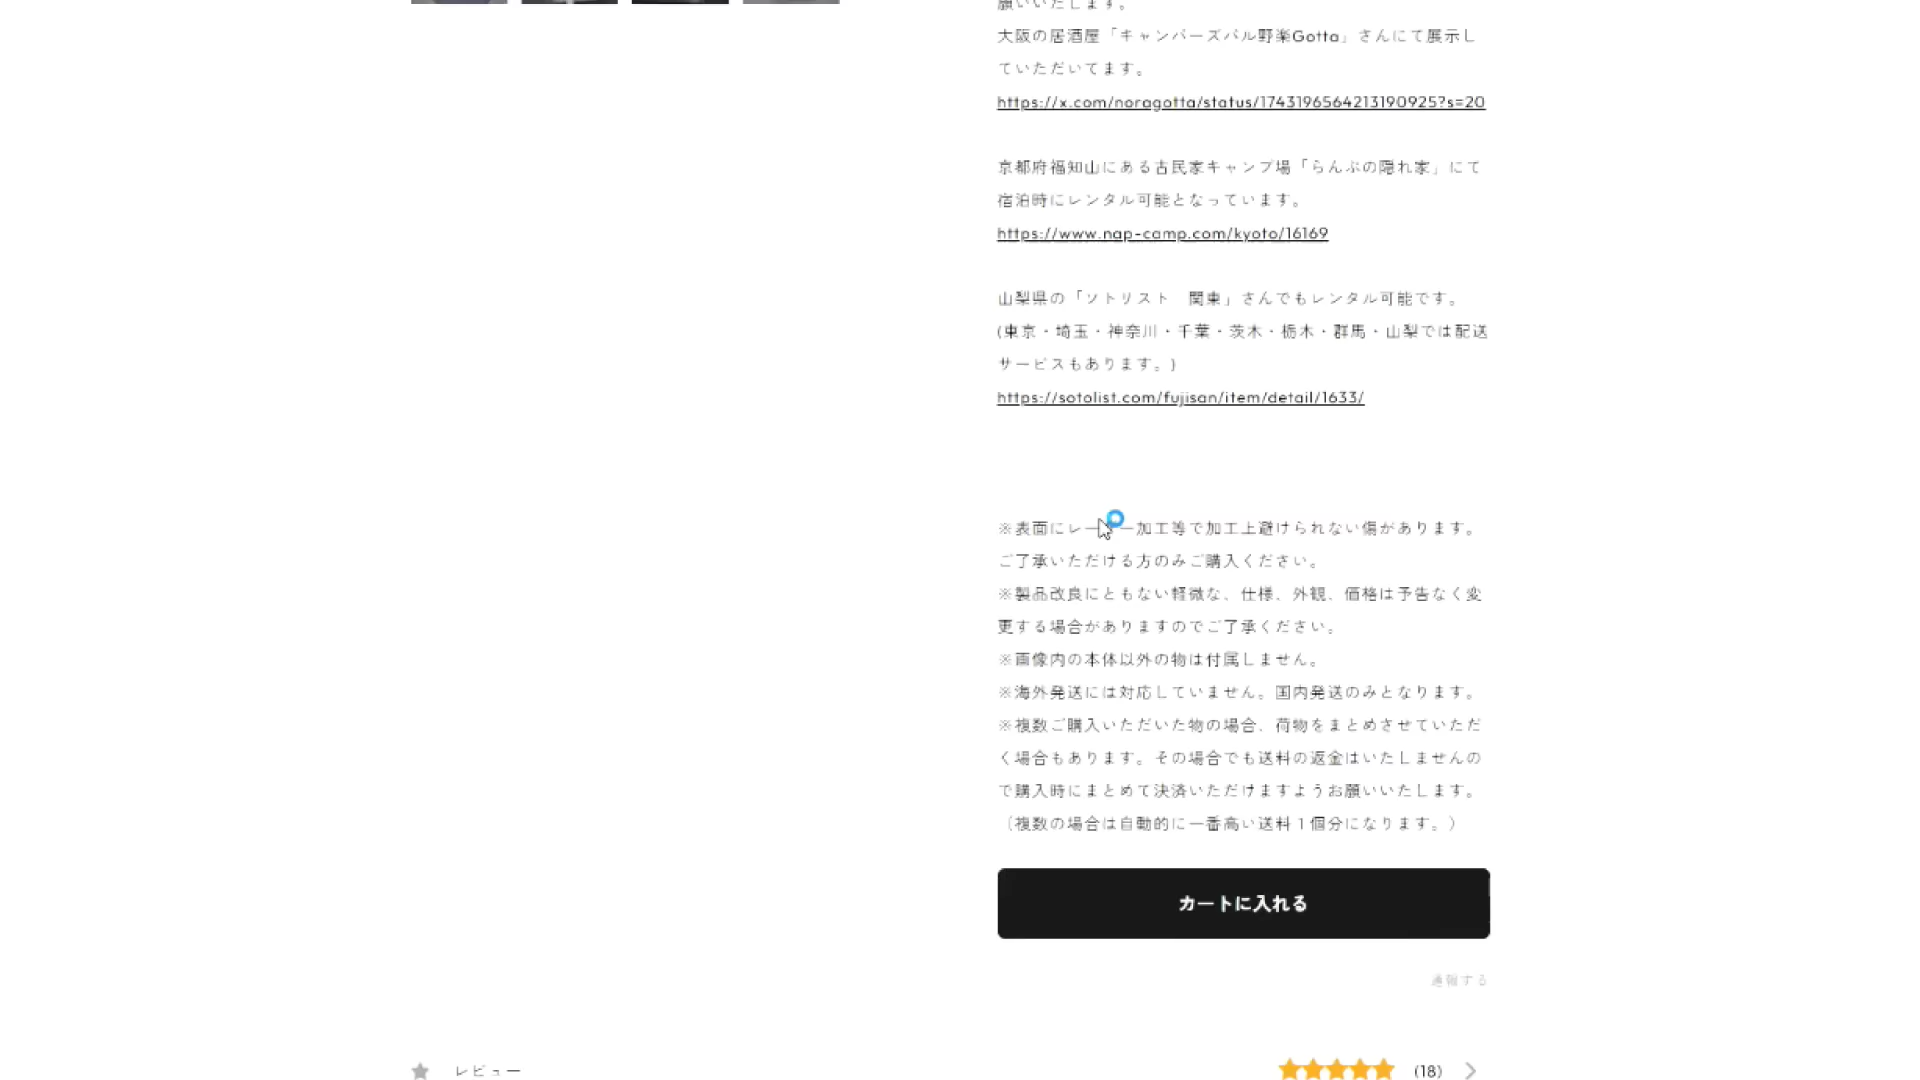 願いいたします。
大阪の居酒屋「キャンパーズバル野楽Gotta」さんにて展示し
ていただいてます。
https://x.com/noragotta/status/1743196564213190925?s=20
京都府福知山にある古民家キャンプ場「らんぷの隠れ家」にて
宿泊時にレンタル可能となっています。
https://www.nap-camp.com/kyoto/16169
山梨県の「ソトリスト　関東」さんでもレンタル可能です。
(東京・埼玉・神奈川・千葉・茨木・栃木・群馬・山梨では配送
サービスもあります。)
https://sotolist.com/fujisan/item/detail/1633/
※表面にレーザー加工等で加工上避けられない傷があります。
ご了承いただける方のみご購入ください。
※製品改良にともない軽微な、仕様、外観、価格は予告なく変
更する場合がありますのでご了承ください。
※画像内の本体以外の物は付属しません。
※海外発送には対応していません。国内発送のみとなります。
※複数ご購入いただいた物の場合、荷物をまとめさせていただ
く場合もあります。その場合でも送料の返金はいたしませんの
で購入時にまとめて決済いただけますようお願いいたします。
（複数の場合は自動的に一番高い送料１個分になります。）
カートに入れる
通報する
レビュー
(18)